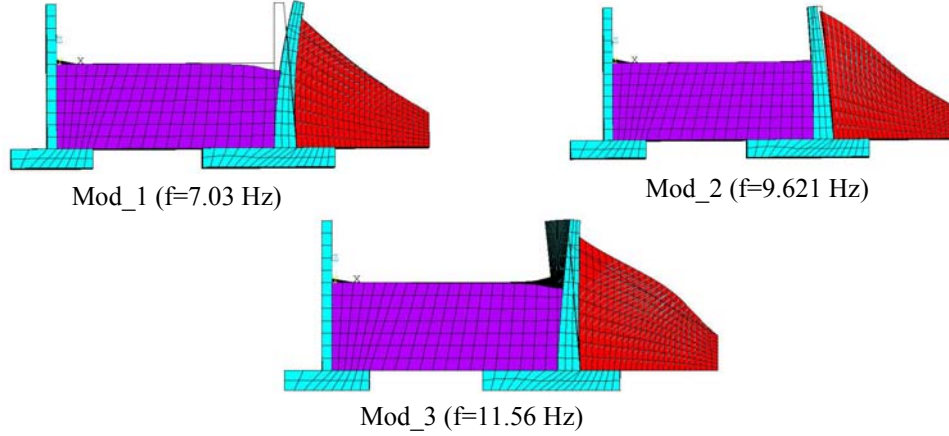 X
X
Mod_1 (f=7.03 Hz)
Mod_2 (f=9.621 Hz)
X
Mod_3 (f=11.56 Hz)